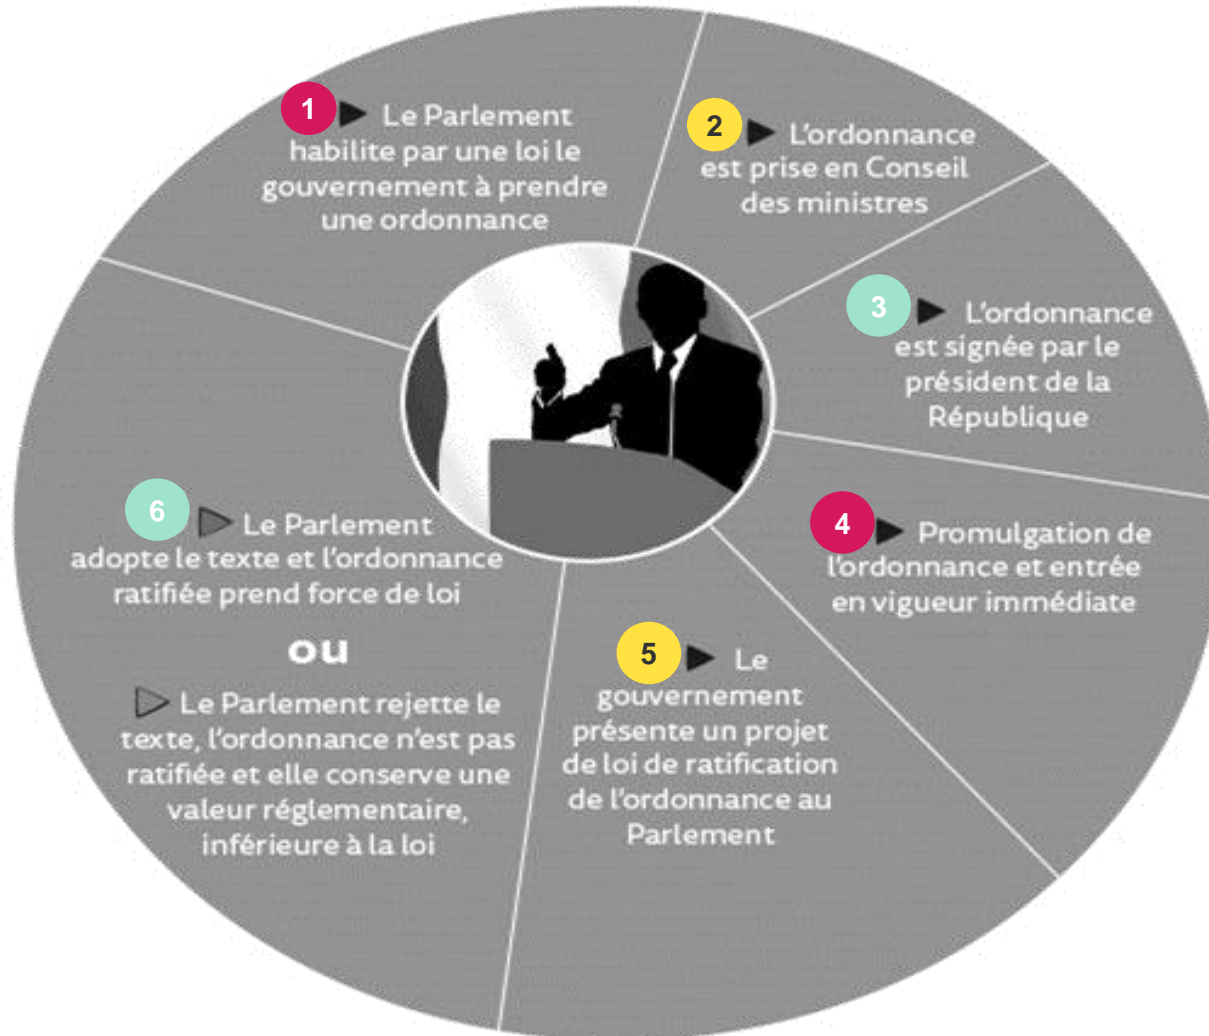 1 Le Parlement
habilite par une loi le
gouvernement à prendre
une ordonnance
2 L'ordonnance
est prise en Conseil
des ministres
3 L'ordonnance
est signée par le
président de la
République
4 Promulgation de
l'ordonnance et entrée
en vigueur immédiate
5 Le
gouvernement
présente un projet
de loi de ratification
de l'ordonnance au
Parlement
6 Le Parlement
adopte le texte et l'ordonnance
ratifiée prend force de loi
ou
Le Parlement rejette le
texte, l'ordonnance n'est pas
ratifiée et elle conserve une
valeur réglementaire,
inférieure à la loi